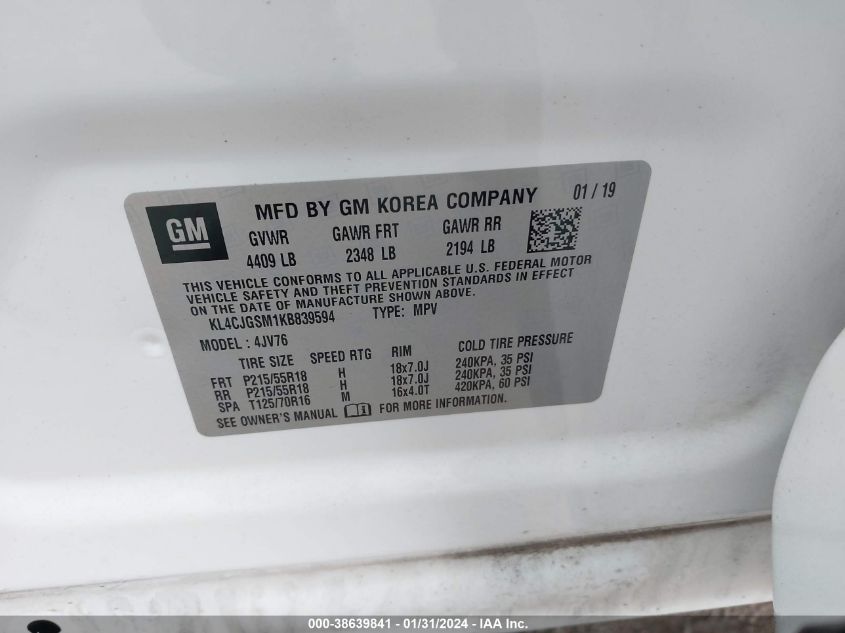 GM
MFD BY GM KOREA COMPANY 01 / 19
GVWR GAWR FRT GAWR RR
4409 LB 2348 LB 2194 LB
THIS VEHICLE CONFORMS TO ALL APPLICABLE U.S. FEDERAL MOTOR
VEHICLE SAFETY AND THEFT PREVENTION STANDARDS IN EFFECT
ON THE DATE OF MANUFACTURE SHOWN ABOVE.
KL4CJGSM1KB839594 TYPE: MPV
MODEL : 4JV76
TIRE SIZE SPEED RTG RIM COLD TIRE PRESSURE
FRT P215/55R18 H 18x7.0J 240KPA, 35 PSI
RR P215/55R18 H 18x7.0J 240KPA, 35 PSI
SPA T125/70R16 M 16x4.0T 420KPA, 60 PSI
SEE OWNER'S MANUAL FOR MORE INFORMATION.
000-38639841 - 01/31/2024 - IAA Inc.